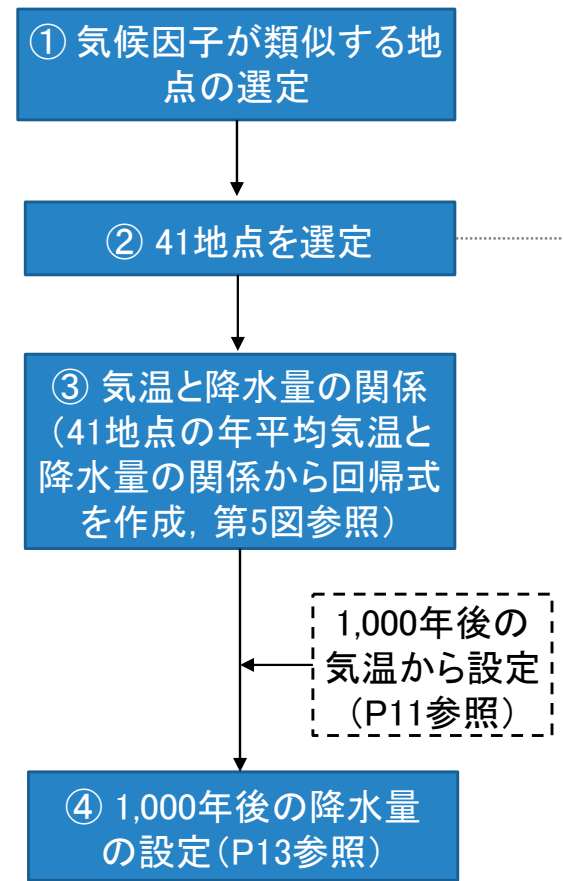 ① 気候因子が類似する地
点の選定
② 41地点を選定
③ 気温と降水量の関係
（41地点の年平均気温と
降水量の関係から回帰式
を作成，第5図参照）
1,000年後の
気温から設定
（P11参照）
④ 1,000年後の降水量
の設定（P13参照）